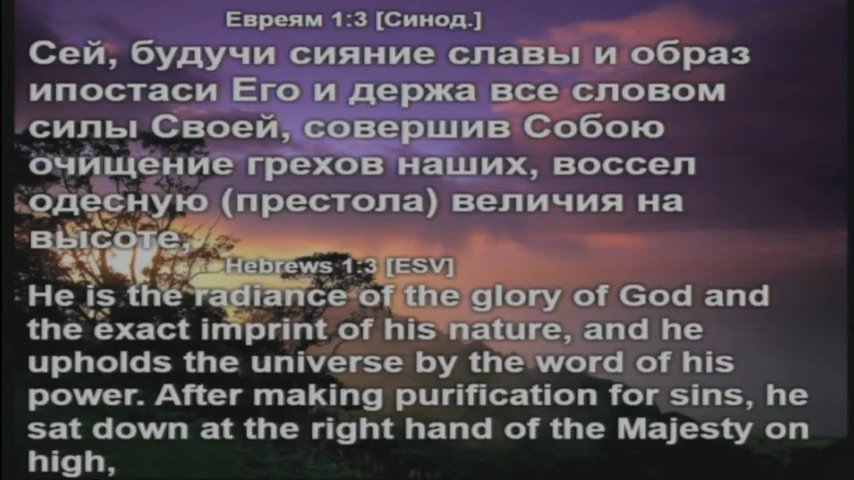 Евреям 1:3 [Синод.]
Сей, будучи сияние славы и образ
ипостаси Его и держа все словом
силы Своей, совершив Собою
очищение грехов наших, воссел
одесную (престола) величия на
высоте,
Hebrews 1:3 [ESV]
He is the radiance of the glory of God and
the exact imprint of his nature, and he
upholds the universe by the word of his
power. After making purification for sins, he
sat down at the right hand of the Majesty on
high,